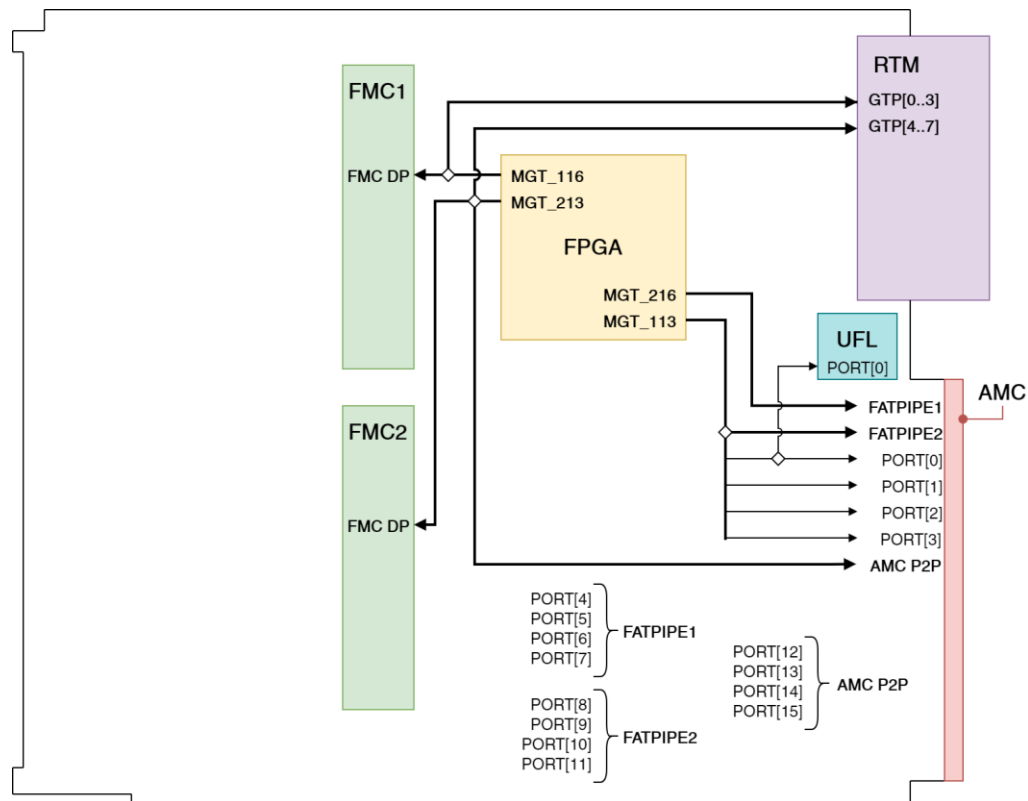 RTM
GTP[0..3]
GTP[4..7]
FMC1
FMC DP
MGT_116
MGT_213
FPGA
MGT_216
MGT_113
UFL
PORT[0]
AMC
FATPIPE1
FATPIPE2
PORT[0]
PORT[1]
PORT[2]
PORT[3]
AMC P2P
FMC2
FMC DP
PORT[4]
PORT[5]
PORT[6]
PORT[7]
FATPIPE1
PORT[8]
PORT[9]
PORT[10]
PORT[11]
FATPIPE2
PORT[12]
PORT[13]
PORT[14]
PORT[15]
AMC P2P